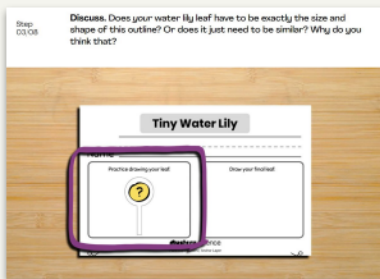 Step
03/08
Discuss. Does your water lily leaf have to be exactly the size and
shape of this outline? Or does it just need to be similar? Why do you
think that?
Tiny Water Lily
Practice drawing your leaf.
Draw your final leaf.
?